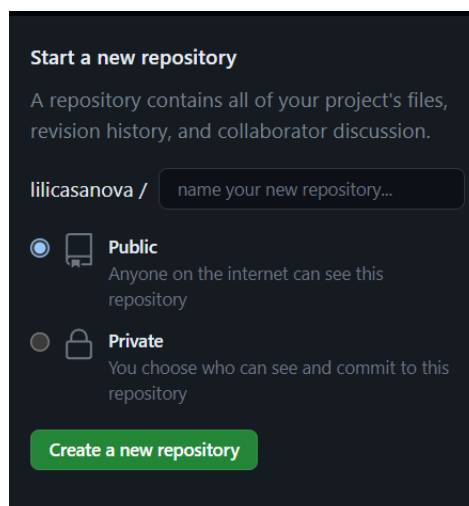 Start a new repository
A repository contains all of your project's files,
revision history, and collaborator discussion.
lilicasanova / name your new repository...
Public
Anyone on the internet can see this
repository
Private
You choose who can see and commit to this
repository
Create a new repository